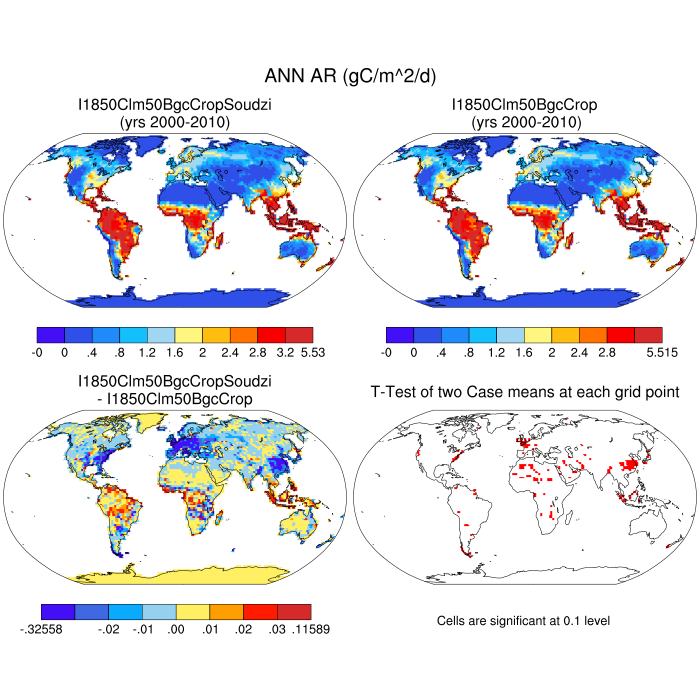 ANN AR (gC/m^2/d)
I1850Clm50BgcCropSoudzi
(yrs 2000-2010)
I1850Clm50BgcCrop
(yrs 2000-2010)
-0 0 .4 .8 1.2 1.6 2 2.4 2.8 3.2 5.53
-0 0 .4 .8 1.2 1.6 2 2.4 2.8 5.515
I1850Clm50BgcCropSoudzi
- I1850Clm50BgcCrop
T-Test of two Case means at each grid point
-.32558 -.02 -.01 .00 .01 .02 .03 .11589
Cells are significant at 0.1 level